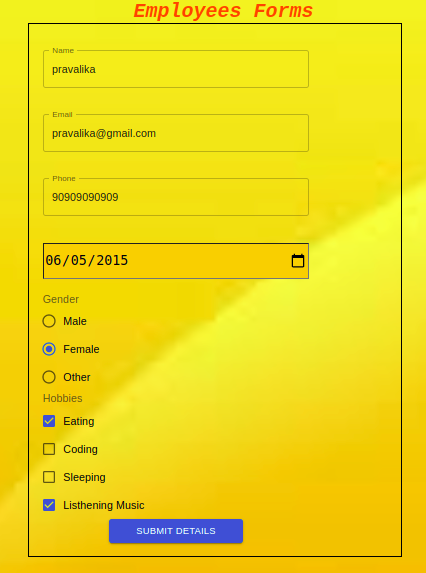 Employees Forms
Name
pravalika
Email
pravalika@gmail.com
Phone
90909090909
06/05/2015
Gender
Male
Female
Other
Hobbies
Eating
Coding
Sleeping
Listhening Music
SUBMIT DETAILS